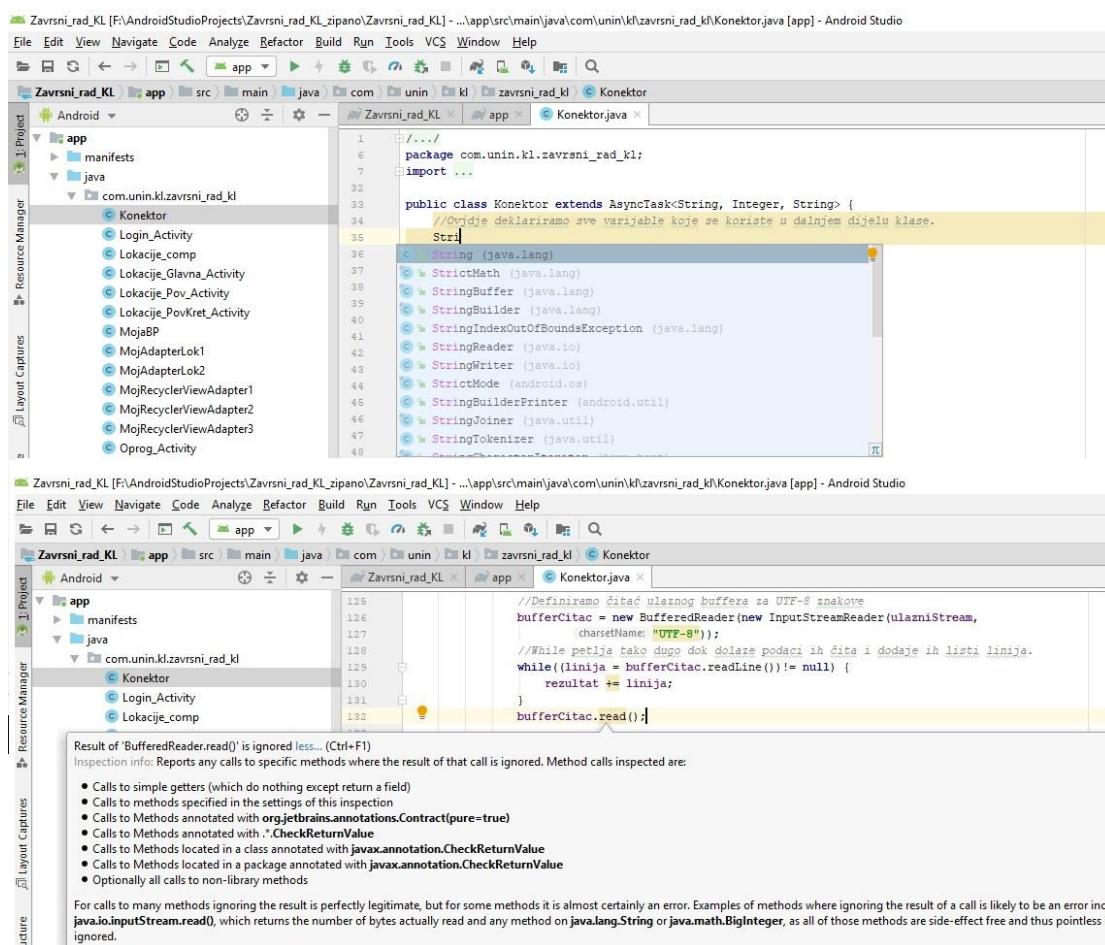 Zavrsni_rad_KL [F:\AndroidStudioProjects\Zavrsni_rad_KL_zipano\Zavrsni_rad_KL] - ...\app\src\main\java\com\unin\kl\zavrsni_rad_kl\Konektor.java [app] - Android Studio
File Edit View Navigate Code Analyze Refactor Build Run Tools VCS Window Help
app
Zavrsni_rad_KL app src main java com unin kl zavrsni_rad_kl Konektor
Android Zavrsni_rad_KL app Konektor.java
1: Project
Resource Manager
Layout Captures
app
manifests
java
com.unin.kl.zavrsni_rad_kl
Konektor
Login_Activity
Lokacije_comp
Lokacije_Glavna_Activity
Lokacije_Pov_Activity
Lokacije_PovKret_Activity
MojaBP
MojAdapterLok1
MojAdapterLok2
MojRecyclerViewAdapter1
MojRecyclerViewAdapter2
MojRecyclerViewAdapter3
Oprog_Activity
1 /.../
6 package com.unin.kl.zavrsni_rad_kl;
7 import ...
32
33 public class Konektor extends AsyncTask<String, Integer, String> {
34 //Ovjdje deklariramo sve varijable koje se koriste u dalnjem dijelu klase.
35 Stri
36 String (java.lang)
37 StrictMath (java.lang)
38 StringBuffer (java.lang)
39 StringBuilder (java.lang)
40 StringIndexOutOfBoundsException (java.lang)
41 StringReader (java.io)
42
43 StringWriter (java.io)
44 StrictMode (android.os)
45 StringBuilderPrinter (android.util)
46 StringJoiner (java.util)
47 StringTokenizer (java.util)
48 StringCharacterIterator (java.text)
π
Zavrsni_rad_KL [F:\AndroidStudioProjects\Zavrsni_rad_KL_zipano\Zavrsni_rad_KL] - ...\app\src\main\java\com\unin\kl\zavrsni_rad_kl\Konektor.java [app] - Android Studio
File Edit View Navigate Code Analyze Refactor Build Run Tools VCS Window Help
app
Zavrsni_rad_KL app src main java com unin kl zavrsni_rad_kl Konektor
Android Zavrsni_rad_KL app Konektor.java
1: Project
Resource Manager
Layout Captures
app
manifests
java
com.unin.kl.zavrsni_rad_kl
Konektor
Login_Activity
Lokacije_comp
125 //Definiramo čitač ulaznog buffera za UTF-8 znakove
126 bufferCitac = new BufferedReader(new InputStreamReader(ulazniStream,
127 charsetName: "UTF-8"));
128 //While petlja tako dugo dok dolaze podaci ih čita i dodaje ih listi linija.
129 while((linija = bufferCitac.readLine())!= null) {
130 rezultat += linija;
131 }
132 bufferCitac.read();
Result of 'BufferedReader.read()' is ignored less... (Ctrl+F1)
Inspection info: Reports any calls to specific methods where the result of that call is ignored. Method calls inspected are:
● Calls to simple getters (which do nothing except return a field)
● Calls to methods specified in the settings of this inspection
● Calls to Methods annotated with org.jetbrains.annotations.Contract(pure=true)
● Calls to Methods annotated with .*.CheckReturnValue
● Calls to Methods located in a class annotated with javax.annotation.CheckReturnValue
● Calls to Methods located in a package annotated with javax.annotation.CheckReturnValue
● Optionally all calls to non-library methods
For calls to many methods ignoring the result is perfectly legitimate, but for some methods it is almost certainly an error. Examples of methods where ignoring the result of a call is likely to be an error inc
java.io.inputStream.read(), which returns the number of bytes actually read and any method on java.lang.String or java.math.BigInteger, as all of those methods are side-effect free and thus pointless
ignored.